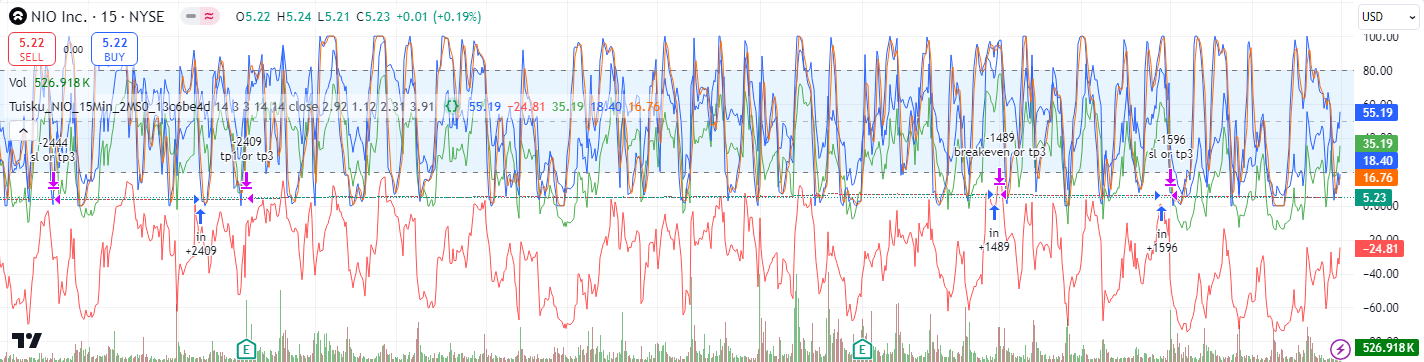 NIO Inc. · 15 · NYSE
O5.22 H5.24 L5.21 C5.23 +0.01 (+0.19%)
USD
5.22
SELL
0.00
5.22
BUY
Vol 526.918 K
Tuisku_NIO_15Min_2MS0_13c6be4d 14 3 3 14 14 close 2.92 1.12 2.31 3.91 {} 55.19 −24.81 35.19 18.40 16.76
-2444
sl or tp3
in
+2409
-2409
tp1 or tp3
in
+1489
-1489
breakeven or tp3
in
+1596
-1596
sl or tp3
E
E
100.00
80.00
55.19
35.19
18.40
16.76
5.23
0.0000
−20.00
−24.81
−40.00
−60.00
526.918K